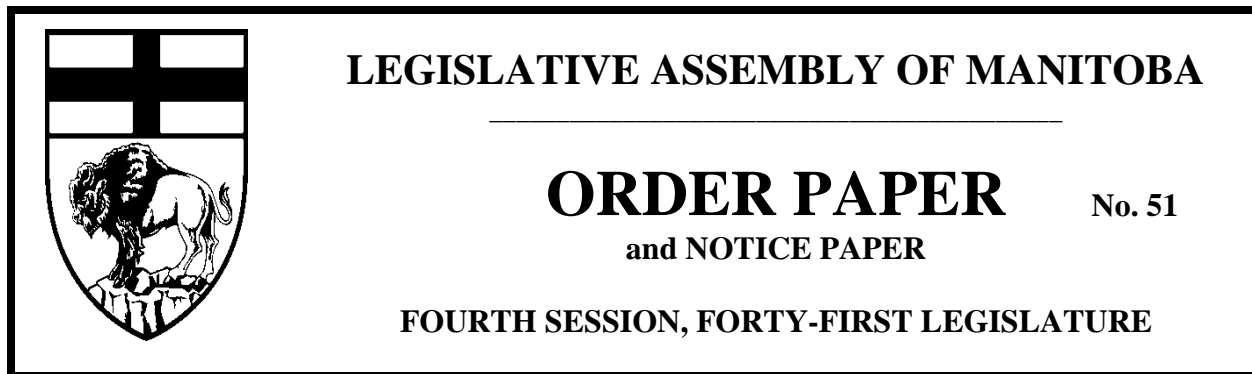 LEGISLATIVE ASSEMBLY OF MANITOBA
ORDER PAPER No. 51
and NOTICE PAPER
FOURTH SESSION, FORTY-FIRST LEGISLATURE